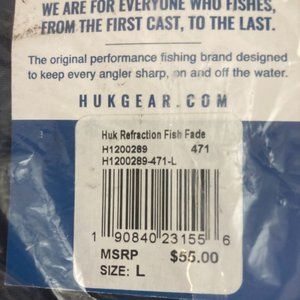 WE ARE FOR EVERYONE WHO FISHES,
FROM THE FIRST CAST, TO THE LAST.
The original performance fishing brand designed
to keep every angler sharp, on and off the water.
HUKGEAR.COM
Huk Refraction Fish Fade
H1200289 471
H1200289-471-L
1 90840 23155 6
MSRP $55.00
SIZE: L